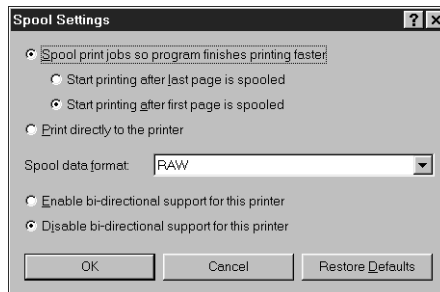 Spool Settings
Spool print jobs so program finishes printing faster
Start printing after last page is spooled
Start printing after first page is spooled
Print directly to the printer
Spool data format: RAW
Enable bi-directional support for this printer
Disable bi-directional support for this printer
OK Cancel Restore Defaults